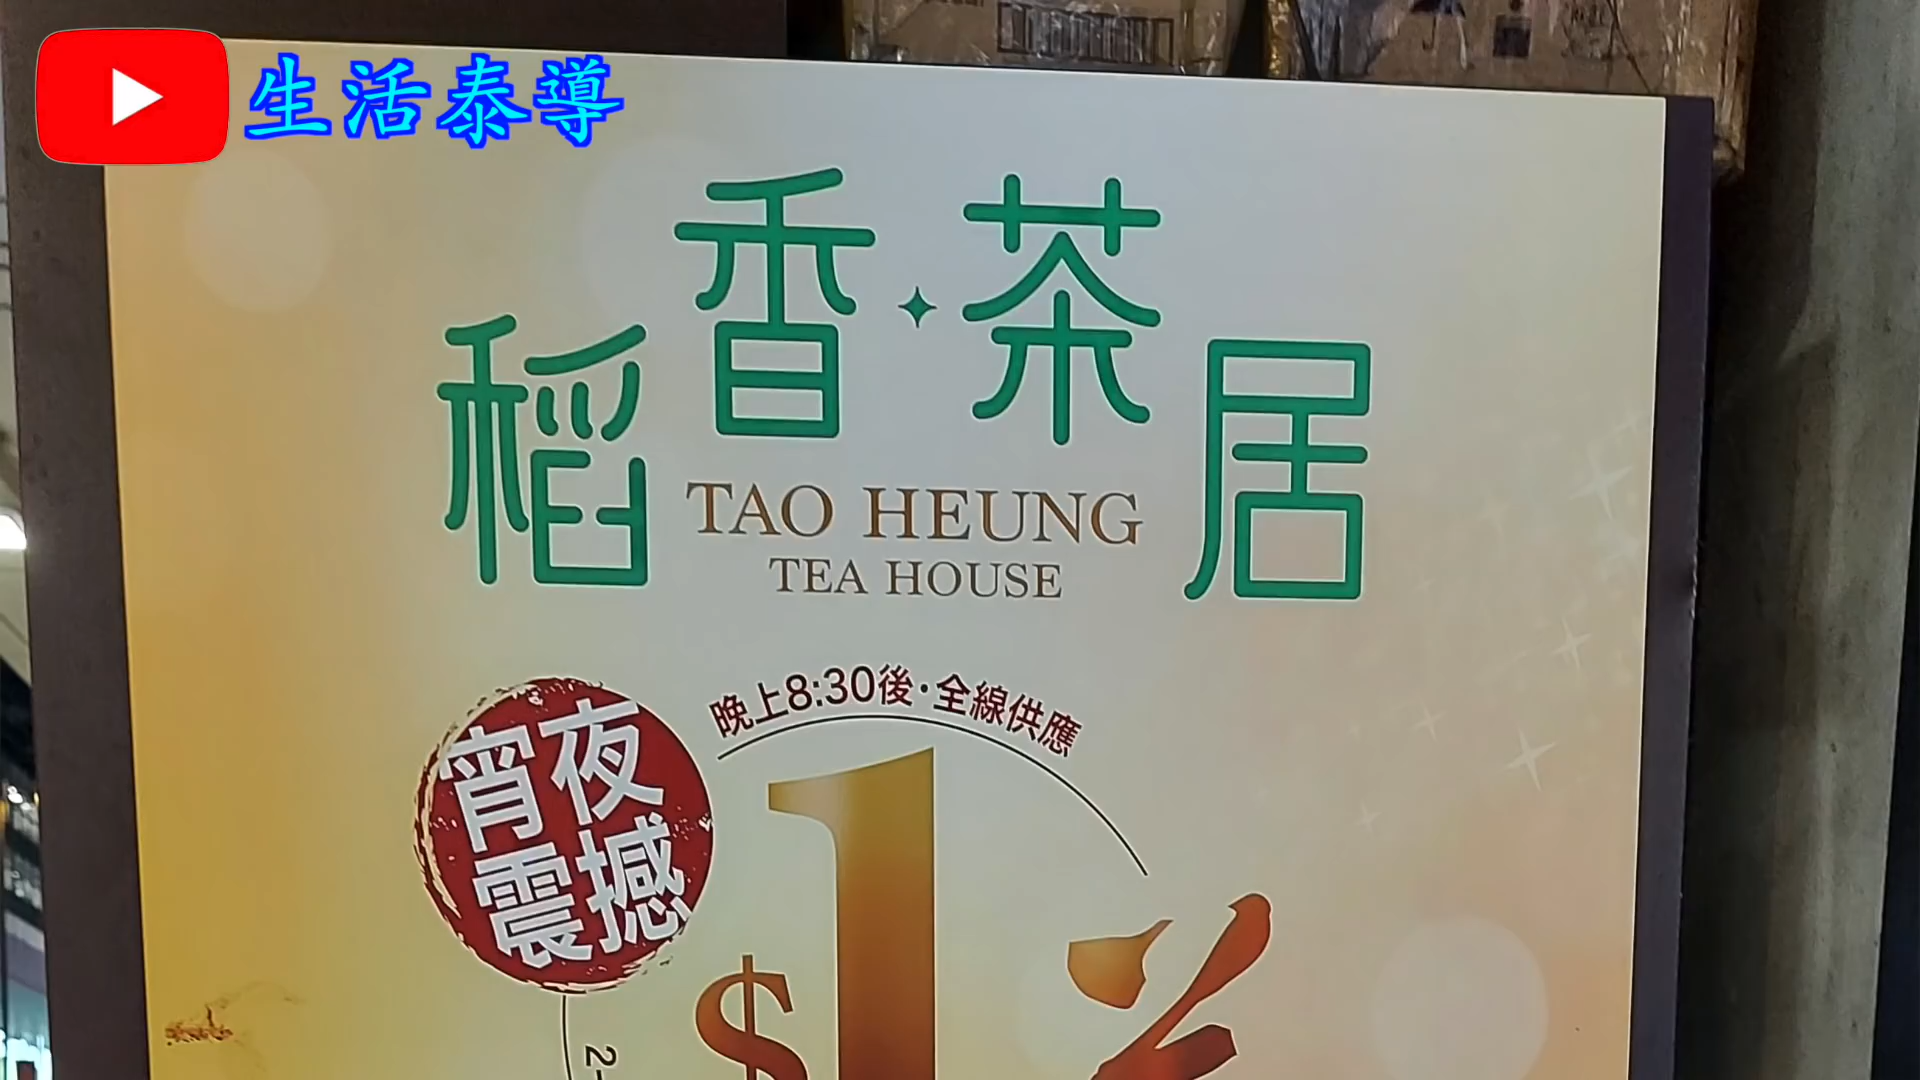 生活泰導
稻香·茶居
TAO HEUNG
TEA HOUSE
晚上8:30後·全線供應
宵夜
震撼
$1